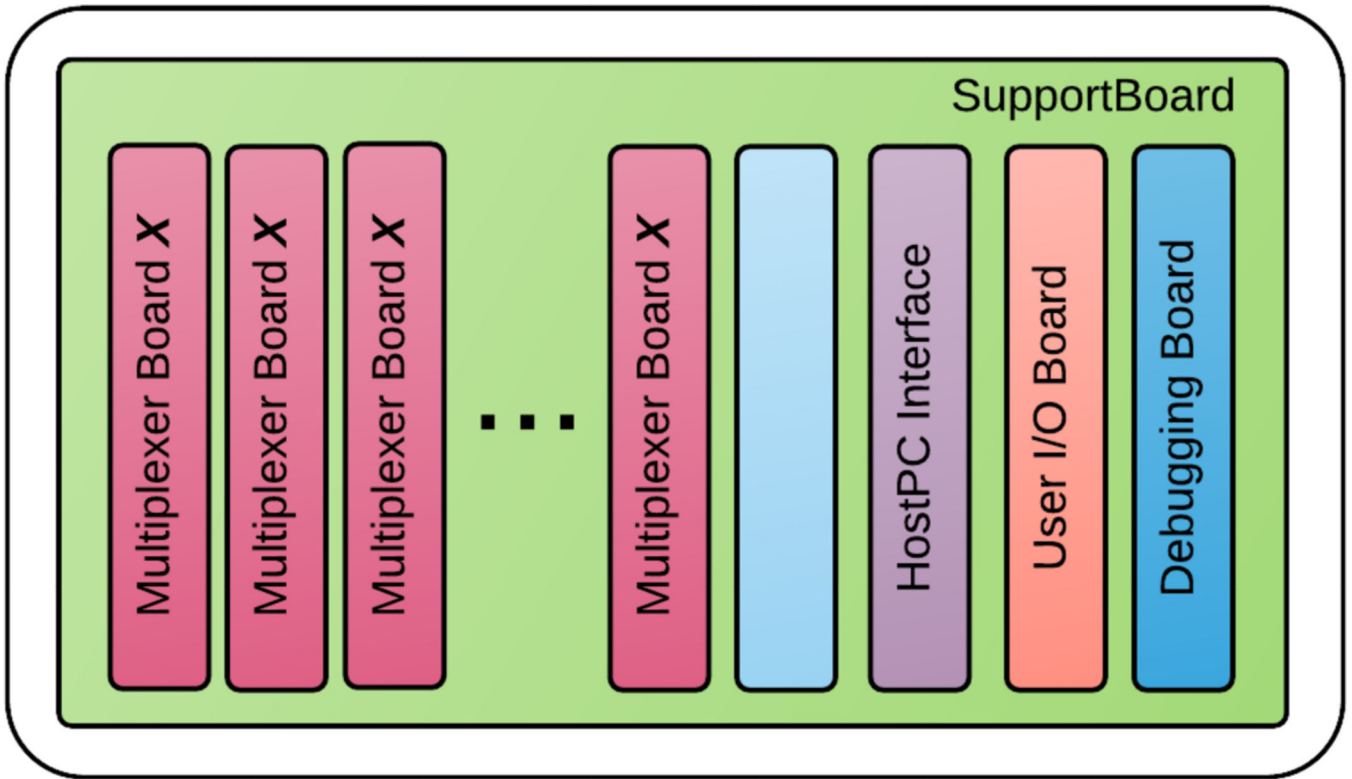 SupportBoard
Multiplexer Board X
Multiplexer Board X
Multiplexer Board X
...
Multiplexer Board X
HostPC Interface
User I/O Board
Debugging Board